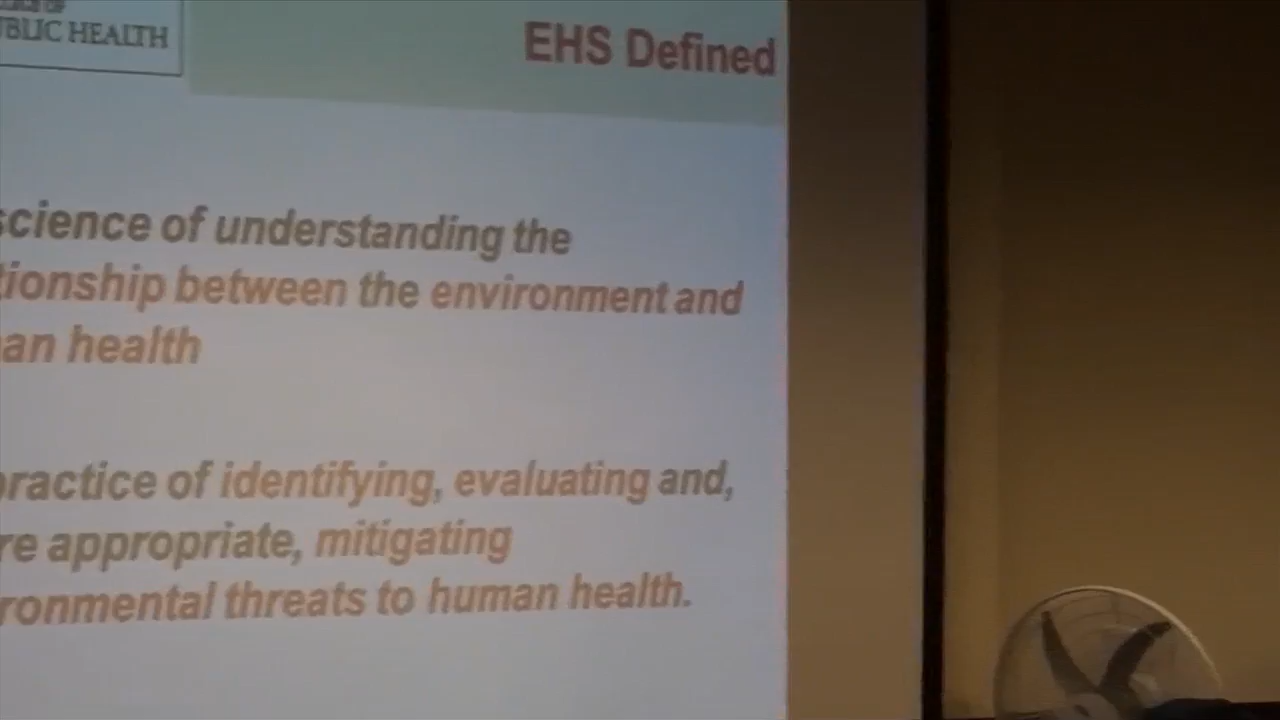 BLIC HEALTH
EHS Defined
science of understanding the
tionship between the environment and
an health
practice of identifying, evaluating and,
re appropriate, mitigating
ronmental threats to human health.